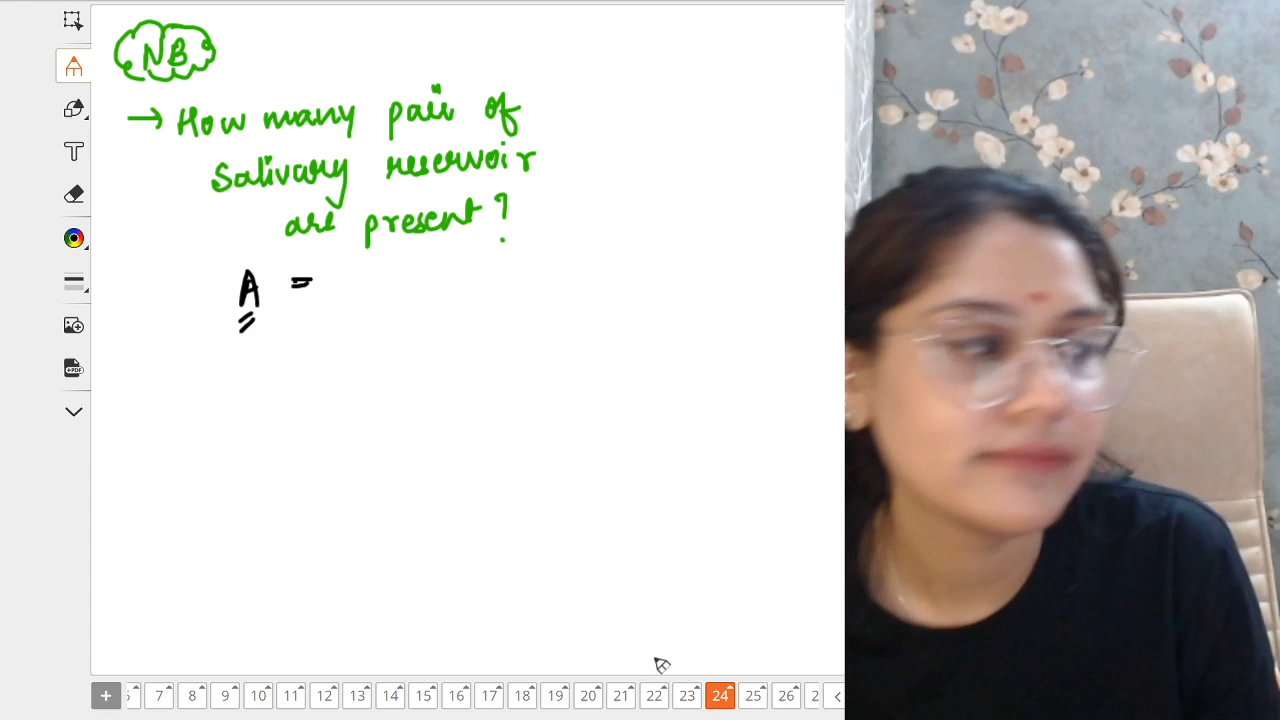 NB
→ How many pair of
salivary reservoir
are present?
A =
7 8 9 10 11 12 13 14 15 16 17 18 19 20 21 22 23 24 25 26 2